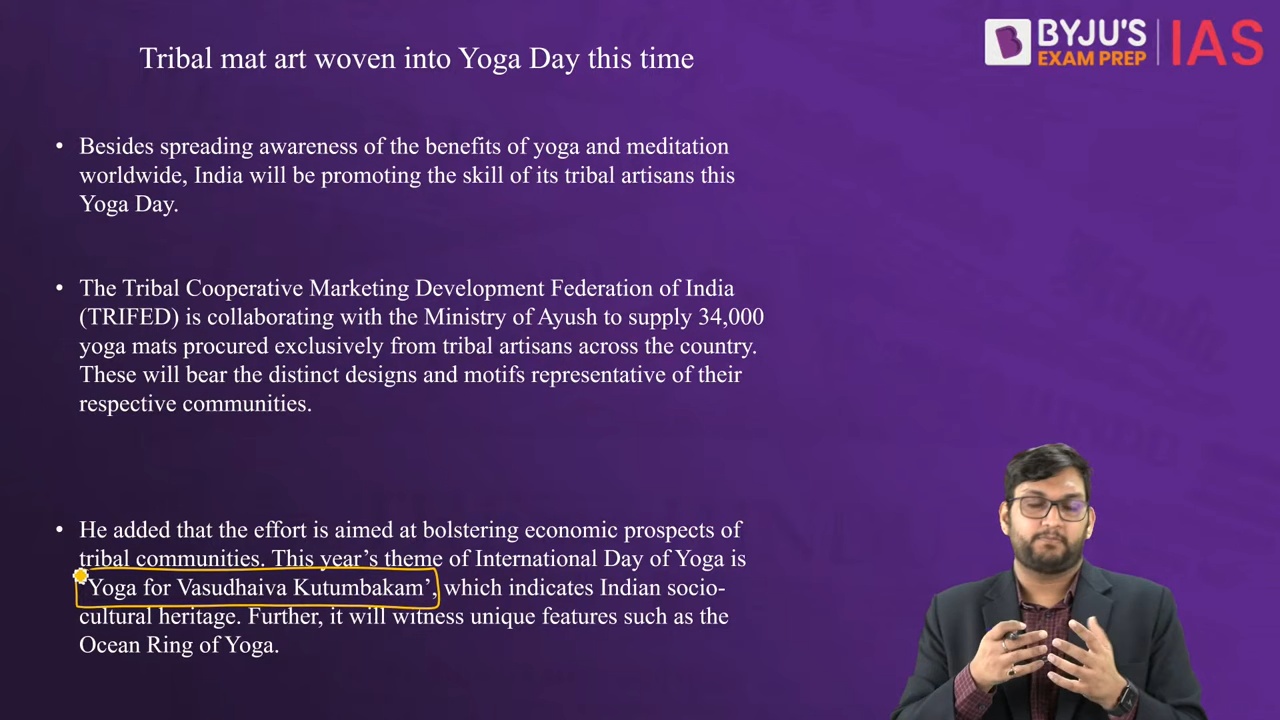 Tribal mat art woven into Yoga Day this time
BYJU'S
EXAM PREP
IAS
• Besides spreading awareness of the benefits of yoga and meditation
worldwide, India will be promoting the skill of its tribal artisans this
Yoga Day.
• The Tribal Cooperative Marketing Development Federation of India
(TRIFED) is collaborating with the Ministry of Ayush to supply 34,000
yoga mats procured exclusively from tribal artisans across the country.
These will bear the distinct designs and motifs representative of their
respective communities.
• He added that the effort is aimed at bolstering economic prospects of
tribal communities. This year’s theme of International Day of Yoga is
‘Yoga for Vasudhaiva Kutumbakam’, which indicates Indian socio-
cultural heritage. Further, it will witness unique features such as the
Ocean Ring of Yoga.